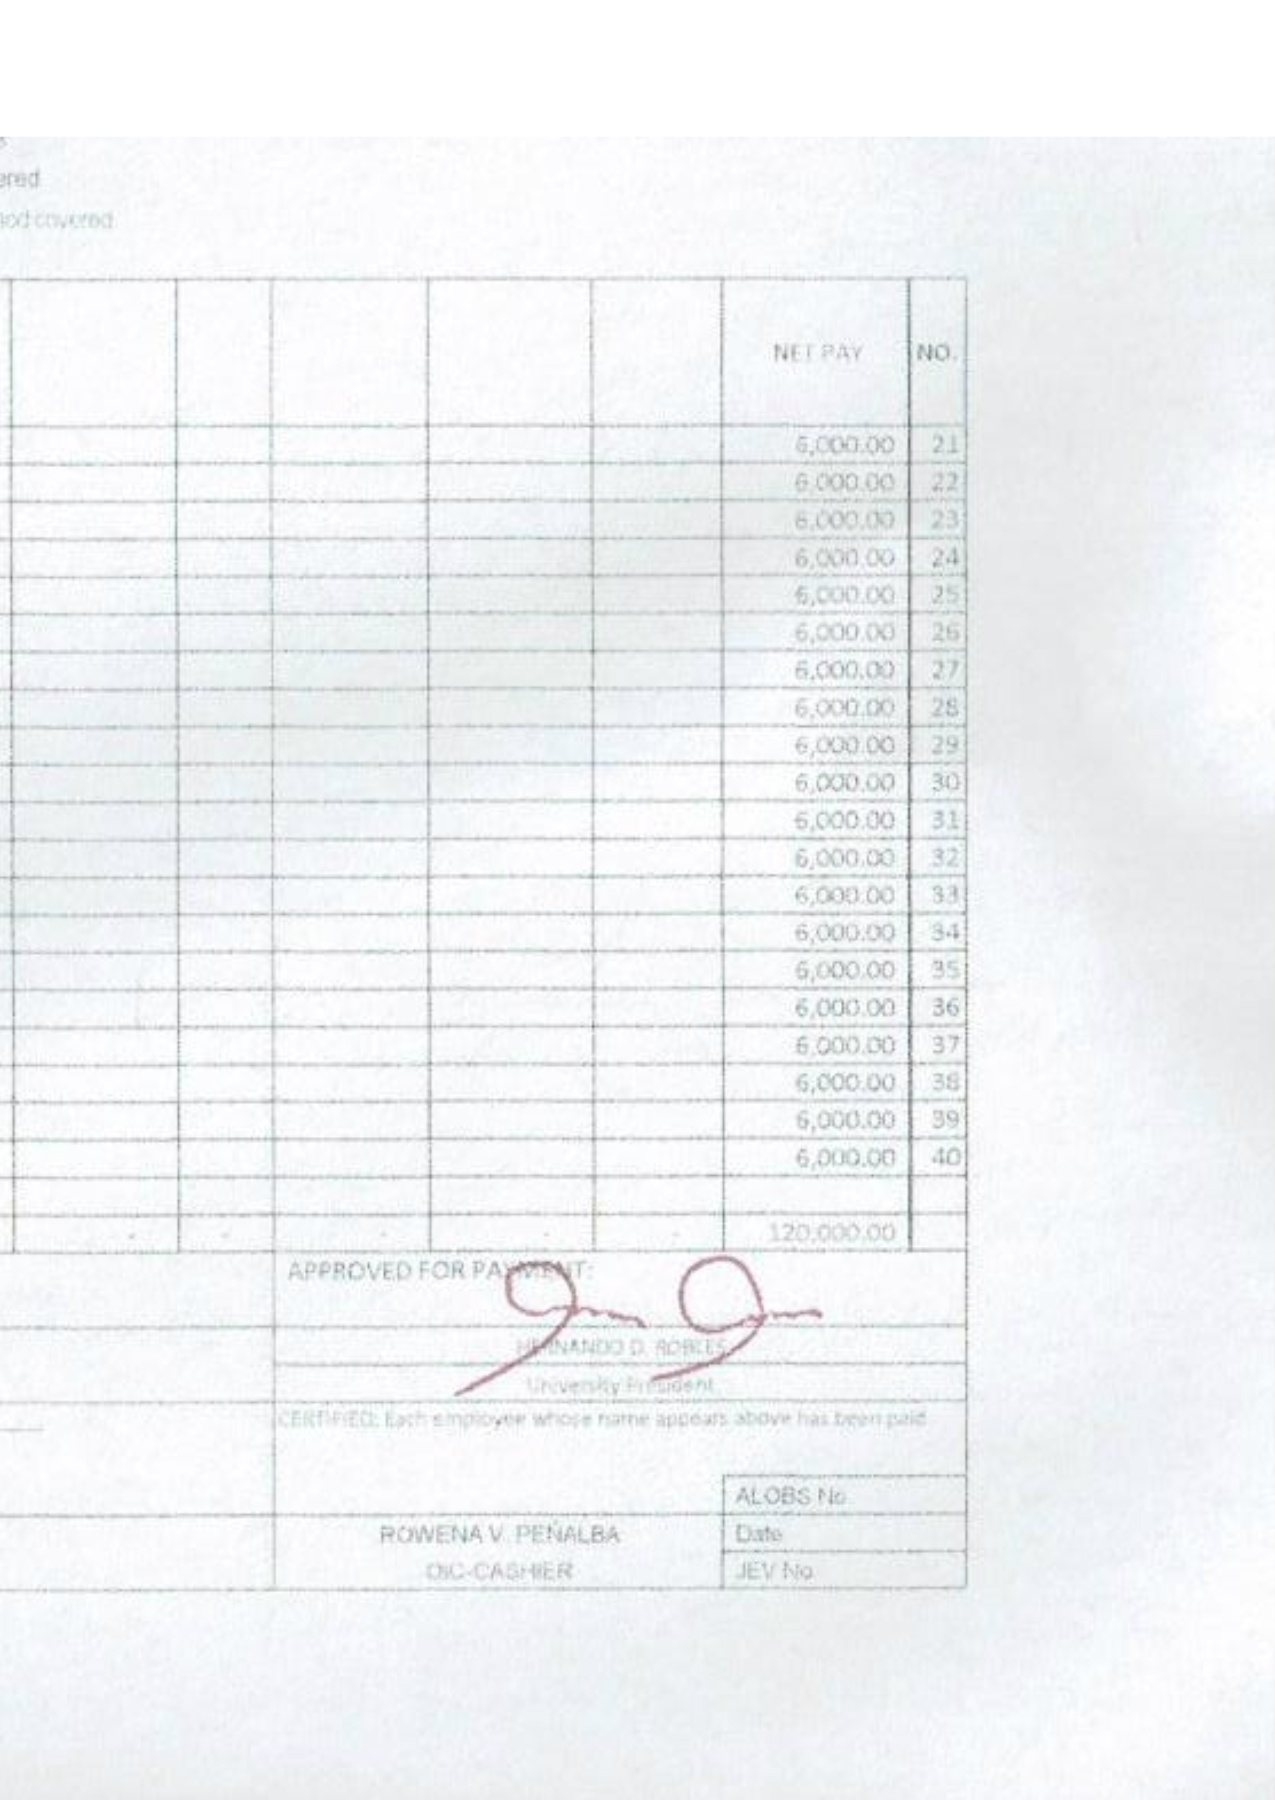 ered
iod covered
NET PAY NO.
6,000.00 21
6,000.00 22
6,000.00 23
6,000.00 24
6,000.00 25
6,000.00 26
6,000.00 27
6,000.00 28
6,000.00 29
6,000.00 30
6,000.00 31
6,000.00 32
6,000.00 33
6,000.00 34
6,000.00 35
6,000.00 36
6,000.00 37
6,000.00 38
6,000.00 39
6,000.00 40
120,000.00
APPROVED FOR PAYMENT:
HERNANDO D. ROBLES
University President
CERTIFIED: Each employee whose name appears above has been paid
ALOBS No
ROWENA V. PEÑALBA Date
OIC-CASHIER JEV No